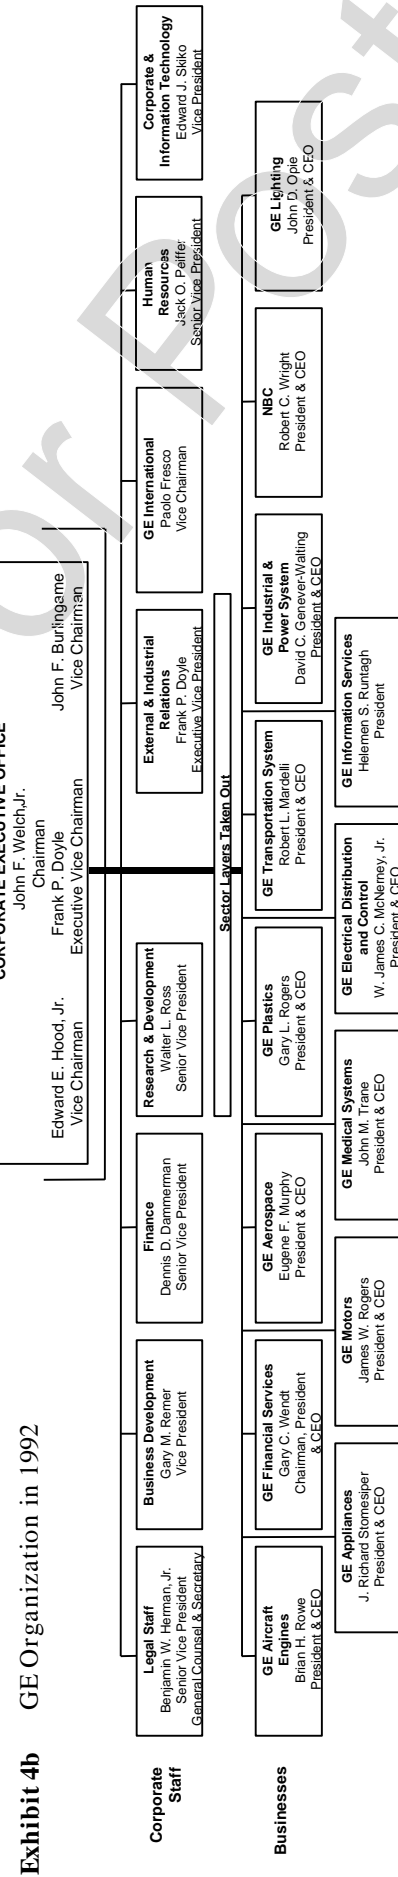 Exhibit 4b GE Organization in 1992
CORPORATE EXECUTIVE OFFICE
John F. Welch,Jr.
Chairman
Edward E. Hood, Jr.
Vice Chairman
Frank P. Doyle
Executive Vice Chairman
John F. Burlingame
Vice Chairman
Corporate
Staff
Legal Staff
Benjamin W. Herman, Jr.
Senior Vice President
General Counsel & Secretary
Business Development
Gary M. Remer
Vice President
Finance
Dennis D. Dammerman
Senior Vice President
Research & Development
Walter L. Ross
Senior Vice President
External & Industrial
Relations
Frank P. Doyle
Executive Vice President
GE International
Paolo Fresco
Vice Chairman
Human
Resources
Jack O. Peiffer
Senior Vice President
Corporate &
Information Technology
Edward J. Skiko
Vice President
Sector Layers Taken Out
Businesses
GE Aircraft
Engines
Brian H. Rowe
President & CEO
GE Financial Services
Gary C. Wendt
Chairman, President
& CEO
GE Aerospace
Eugene F. Murphy
President & CEO
GE Plastics
Gary L. Rogers
President & CEO
GE Transportation System
Robert L. Mardelli
President & CEO
GE Industrial &
Power System
David C. Genever-Walting
President & CEO
NBC
Robert C. Wright
President & CEO
GE Lighting
John D. Opie
President & CEO
GE Appliances
J. Richard Stomesiper
President & CEO
GE Motors
James W. Rogers
President & CEO
GE Medical Systems
John M. Trane
President & CEO
GE Electrical Distribution
and Control
W. James C. McNerney, Jr.
President & CEO
GE Information Services
Helemen S. Runtagh
President
or Post